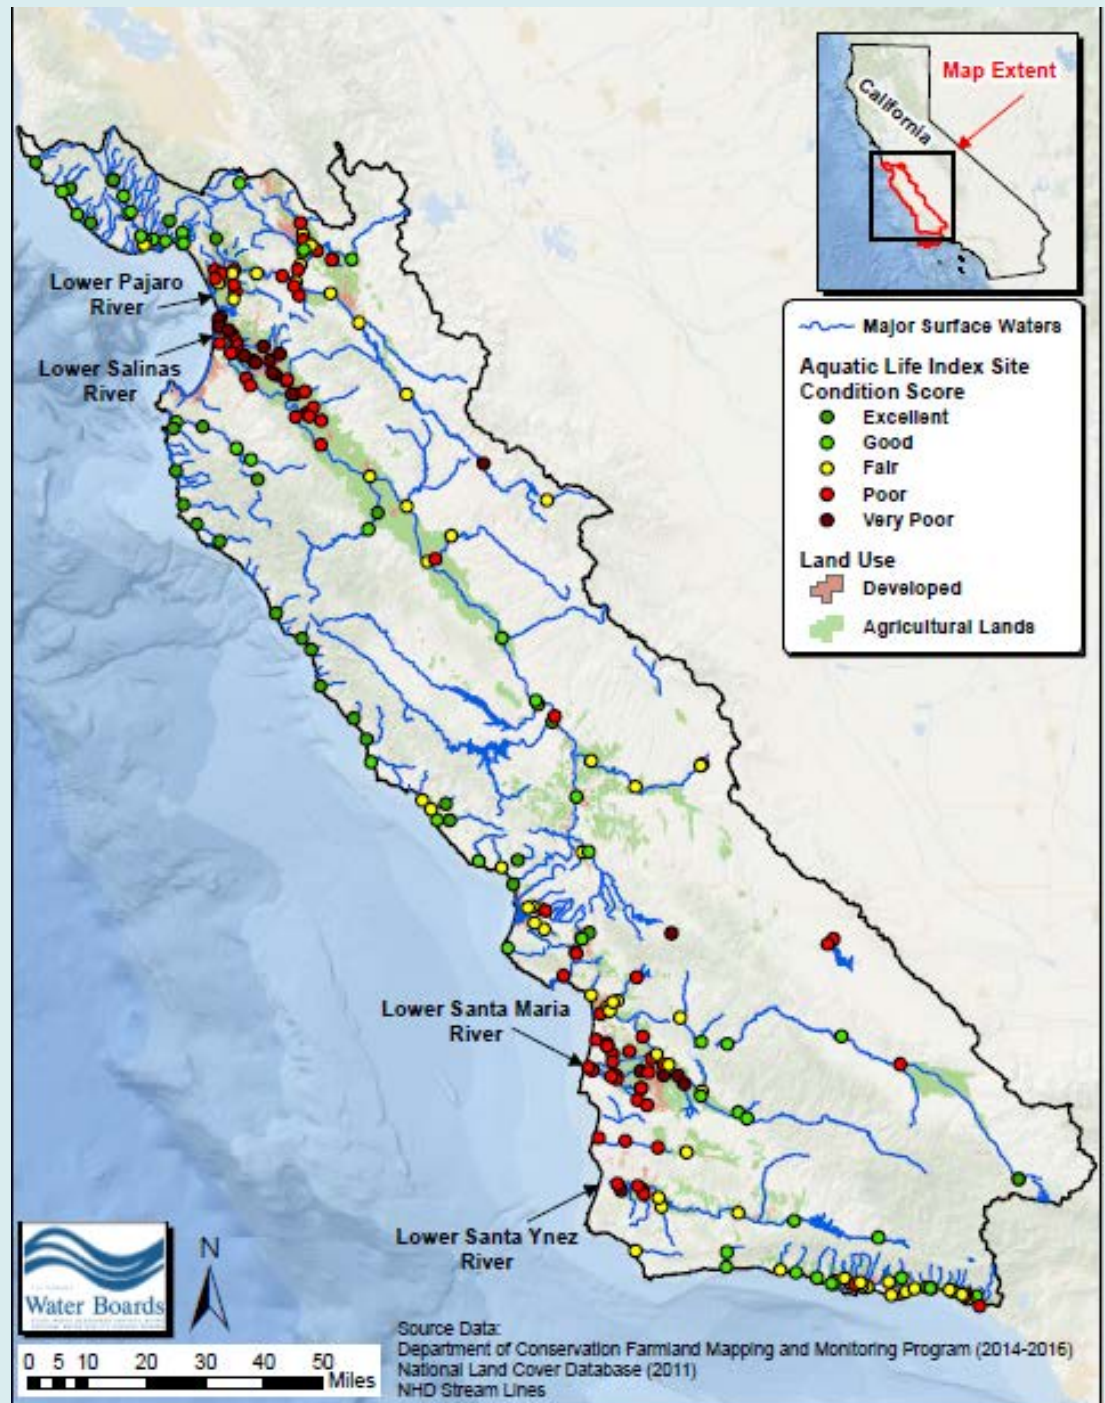 Map Extent
California
Lower Pajaro
River
Lower Salinas
River
Major Surface Waters
Aquatic Life Index Site
Condition Score
Excellent
Good
Fair
Poor
Very Poor
Land Use
Developed
Agricultural Lands
Lower Santa Maria
River
Lower Santa Ynez
River
Water Boards
N
0 5 10 20 30 40 50
Miles
Source Data:
Department of Conservation Farmland Mapping and Monitoring Program (2014-2016)
National Land Cover Database (2011)
NHD Stream Lines